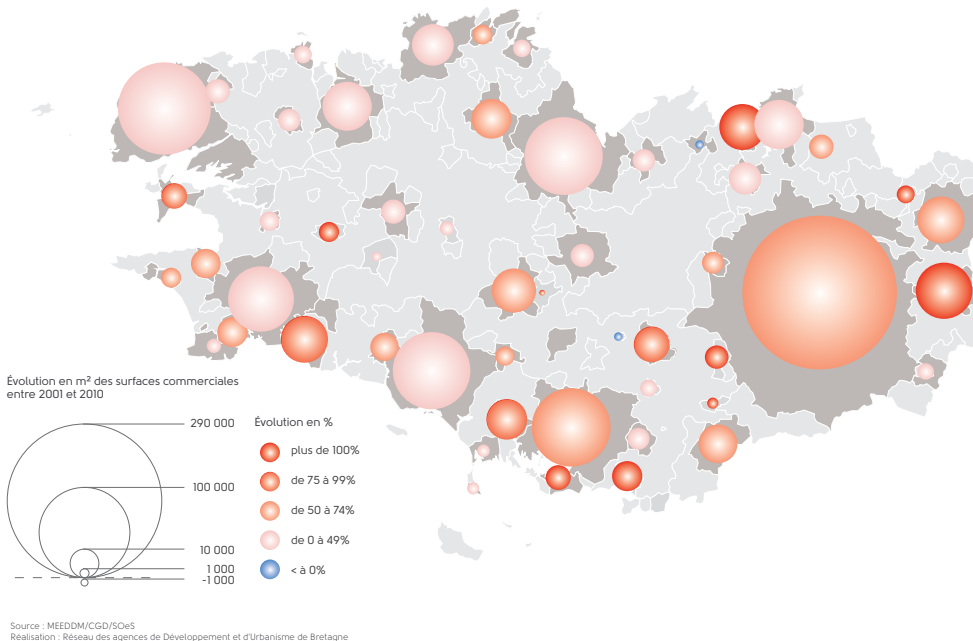 Évolution en m² des surfaces commerciales
entre 2001 et 2010
290 000
100 000
10 000
1 000
-1 000
Évolution en %
plus de 100%
de 75 à 99%
de 50 à 74%
de 0 à 49%
< à 0%
Source : MEEDDM/CGD/SOeS
Réalisation : Réseau des agences de Développement et d'Urbanisme de Bretagne